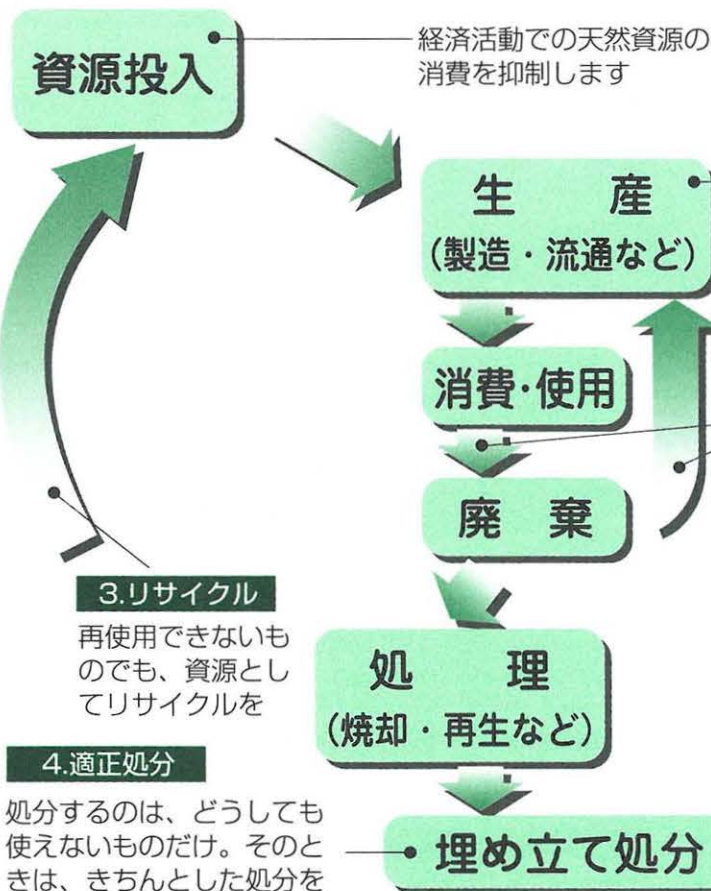 資源投入
経済活動での天然資源の
消費を抑制します
生産
(製造・流通など)
消費・使用
廃棄
3.リサイクル
再使用できないも
のでも、資源とし
てリサイクルを
処理
(焼却・再生など)
4.適正処分
処分するのは、どうしても
使えないものだけ。そのと
きは、きちんとした処分を
埋め立て処分